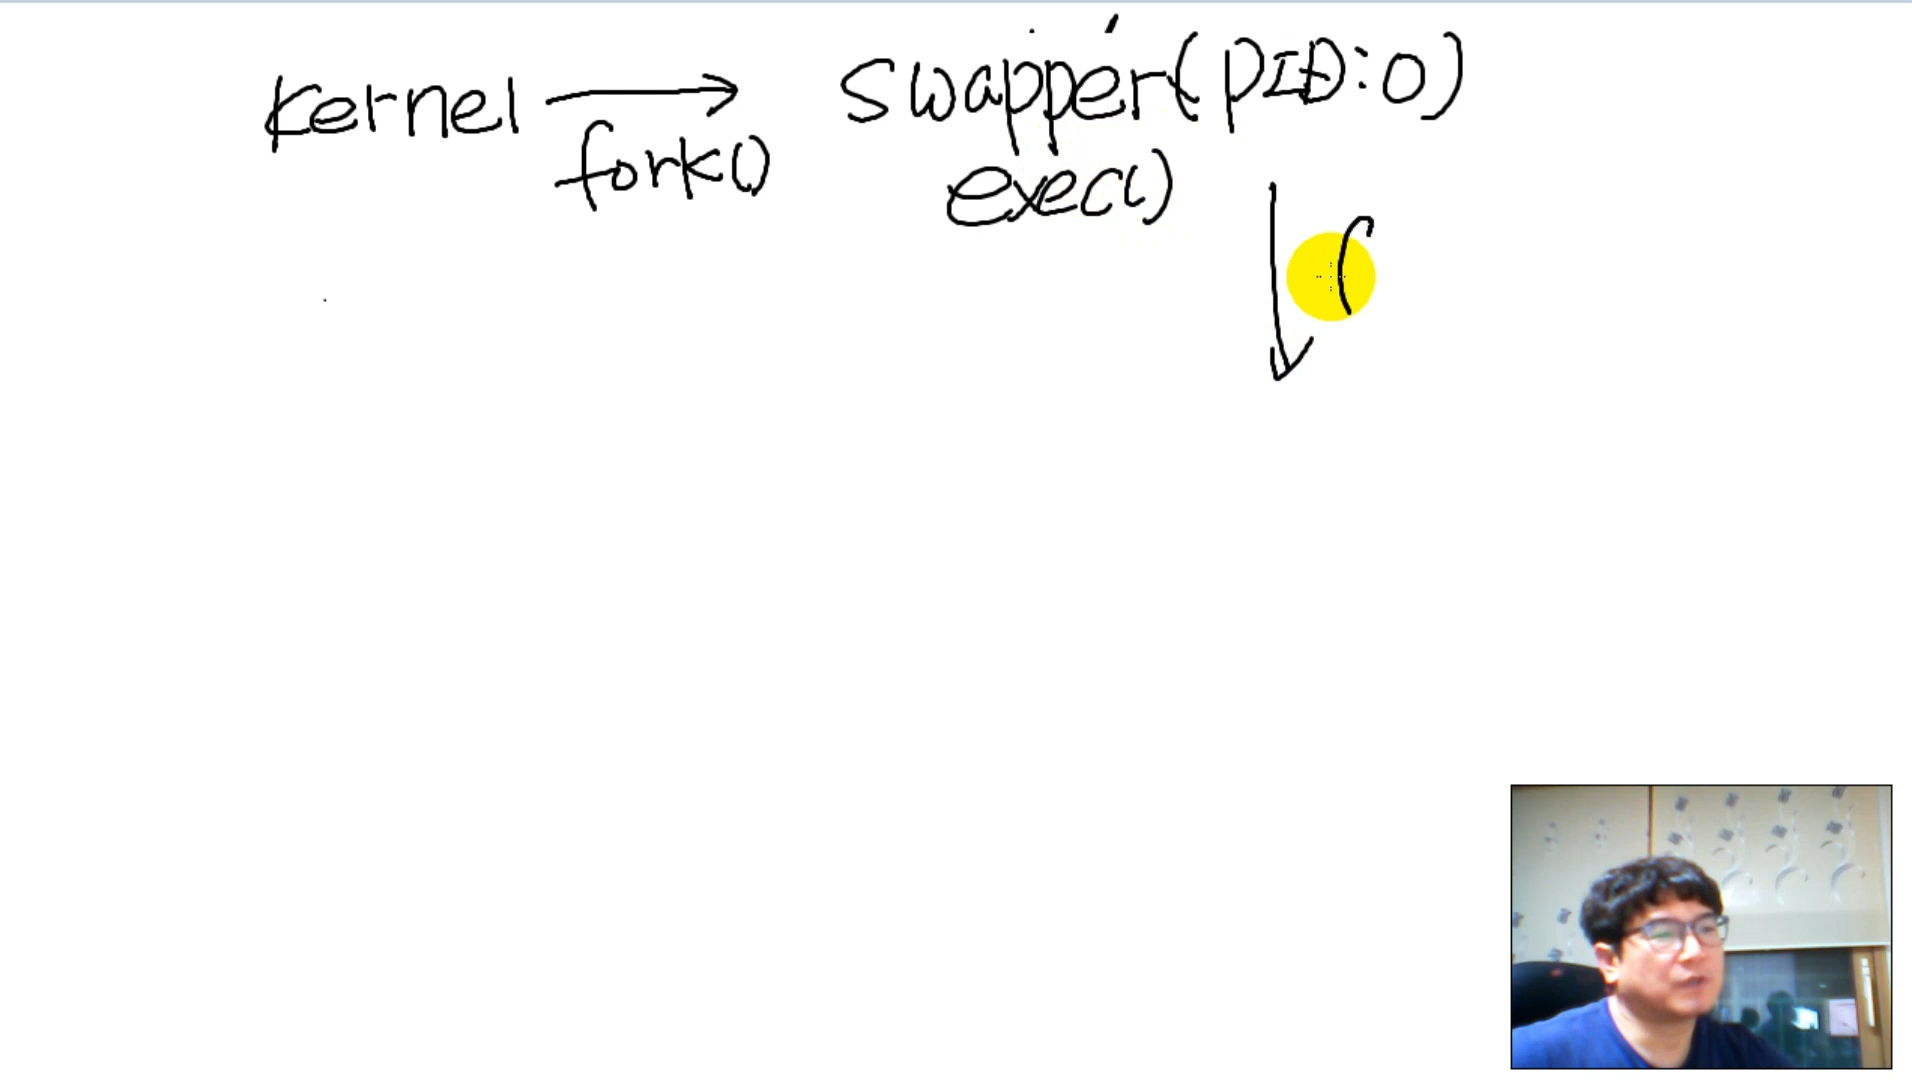 kernel → swapper(PID:0)
fork()
exec()